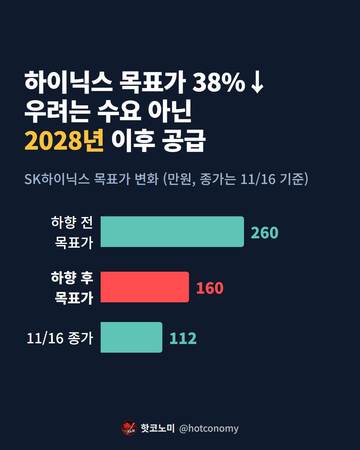 하이닉스 목표가 38%↓
우려는 수요 아닌
2028년 이후 공급
SK하이닉스 목표가 변화 (만원, 종가는 11/16 기준)
하향 전
목표가
260
하향 후
목표가
160
11/16 종가
112
핫코노미 @hotconomy